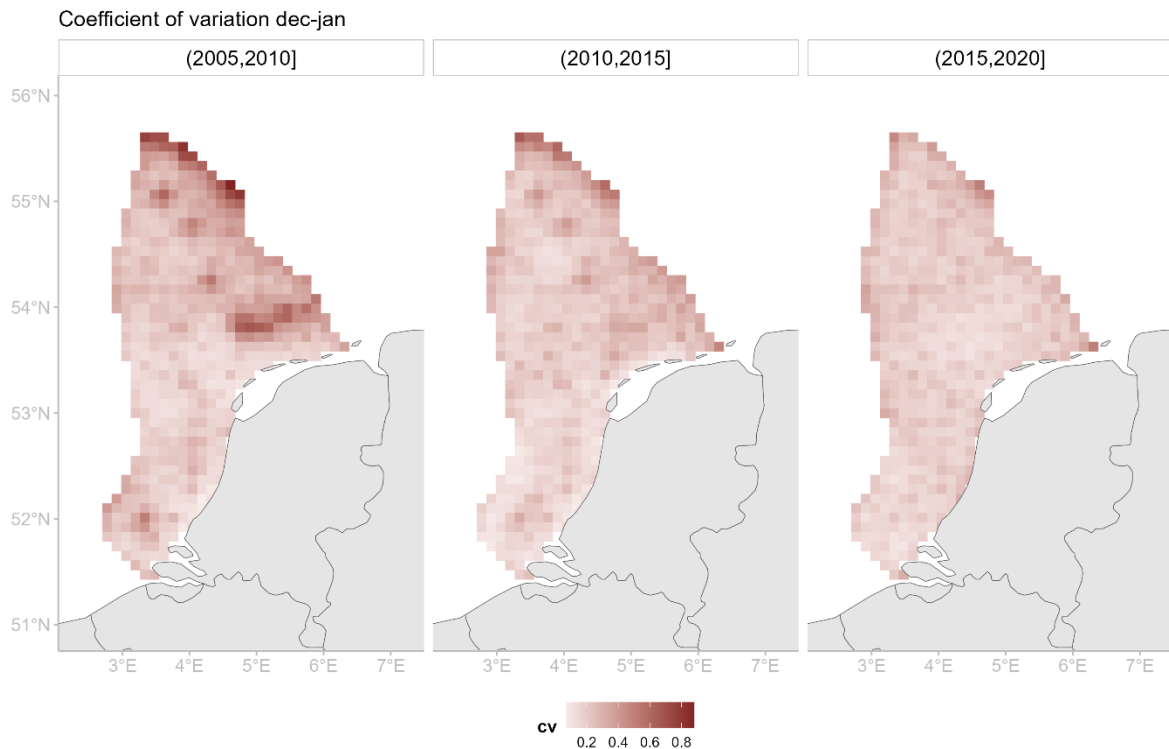 Coefficient of variation dec-jan
(2005,2010] (2010,2015] (2015,2020]
56°N
55°N
54°N
53°N
52°N
51°N
3°E 4°E 5°E 6°E 7°E 3°E 4°E 5°E 6°E 7°E 3°E 4°E 5°E 6°E 7°E
cv
0.2 0.4 0.6 0.8